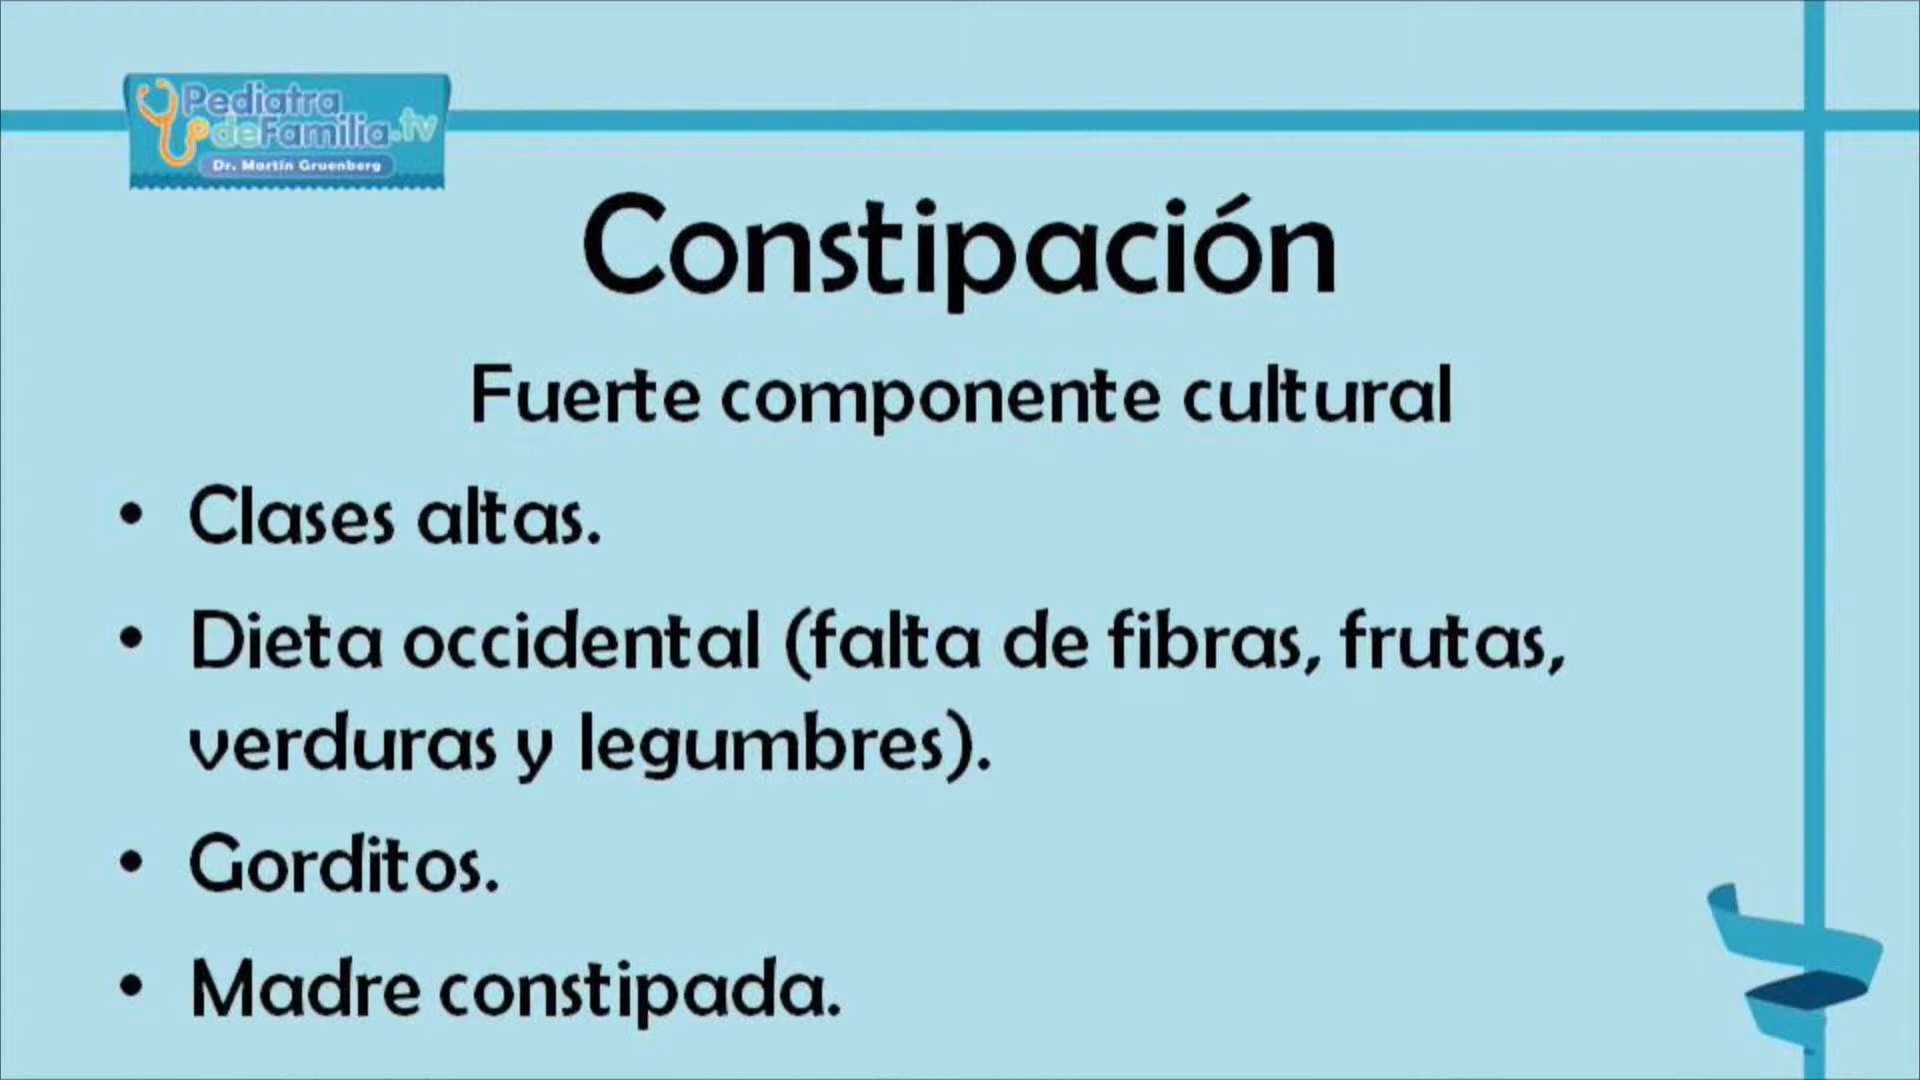 Pediatra
deFamilia.tv
Dr. Martín Gruenberg
Constipación
Fuerte componente cultural
• Clases altas.
• Dieta occidental (falta de fibras, frutas,
verduras y legumbres).
• Gorditos.
• Madre constipada.